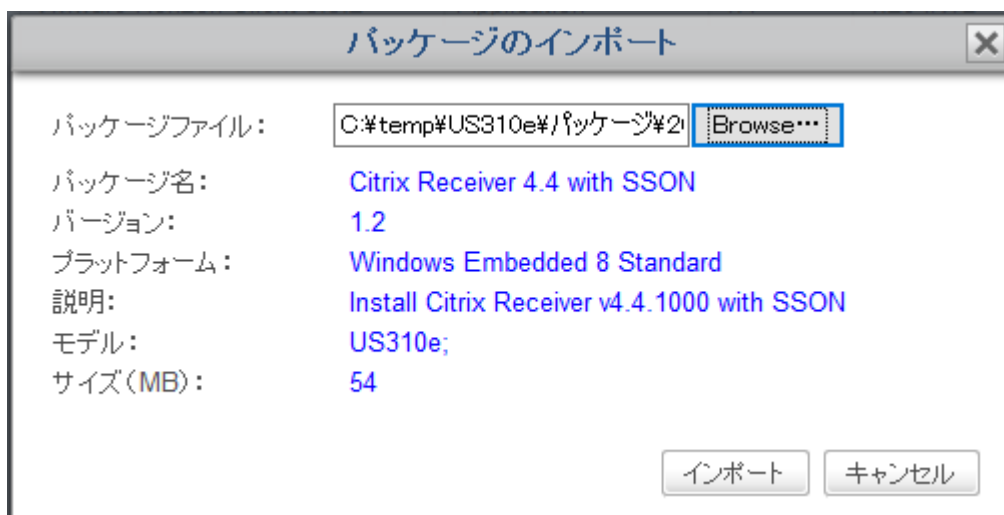 パッケージのインポート
パッケージファイル: C:¥temp¥US310e¥パッケージ¥2 Browse…
パッケージ名: Citrix Receiver 4.4 with SSON
バージョン: 1.2
プラットフォーム: Windows Embedded 8 Standard
説明: Install Citrix Receiver v4.4.1000 with SSON
モデル: US310e;
サイズ(MB): 54
インポート キャンセル